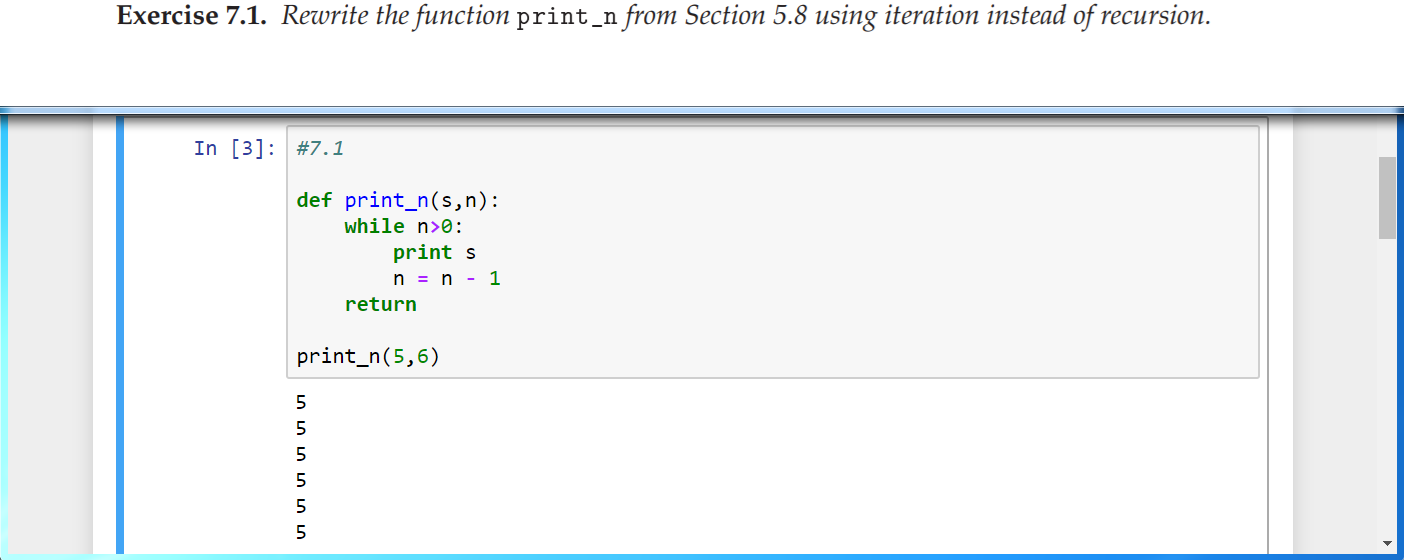 Exercise 7.1. Rewrite the function print_n from Section 5.8 using iteration instead of recursion.
In [3]: #7.1
def print_n(s,n):
    while n>0:
        print s
        n = n - 1
    return
print_n(5,6)
5
5
5
5
5
5